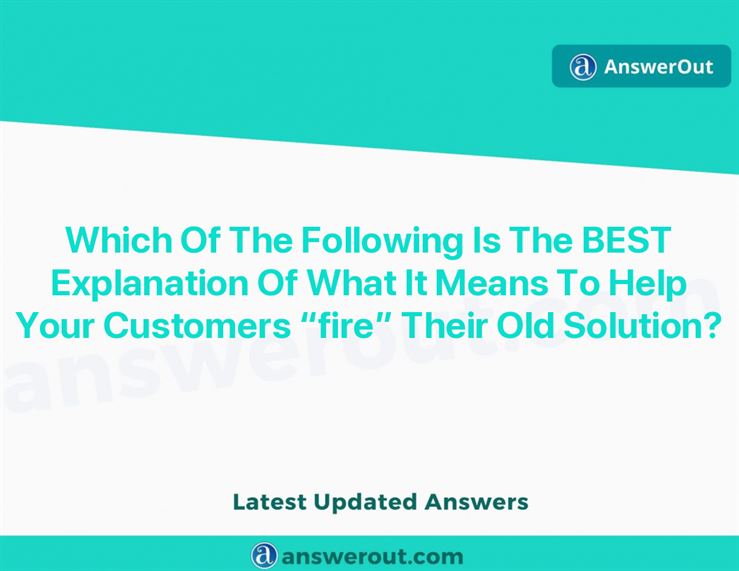 AnswerOut
Which Of The Following Is The BEST
Explanation Of What It Means To Help
Your Customers “fire” Their Old Solution?
answerout.com
Latest Updated Answers
answerout.com